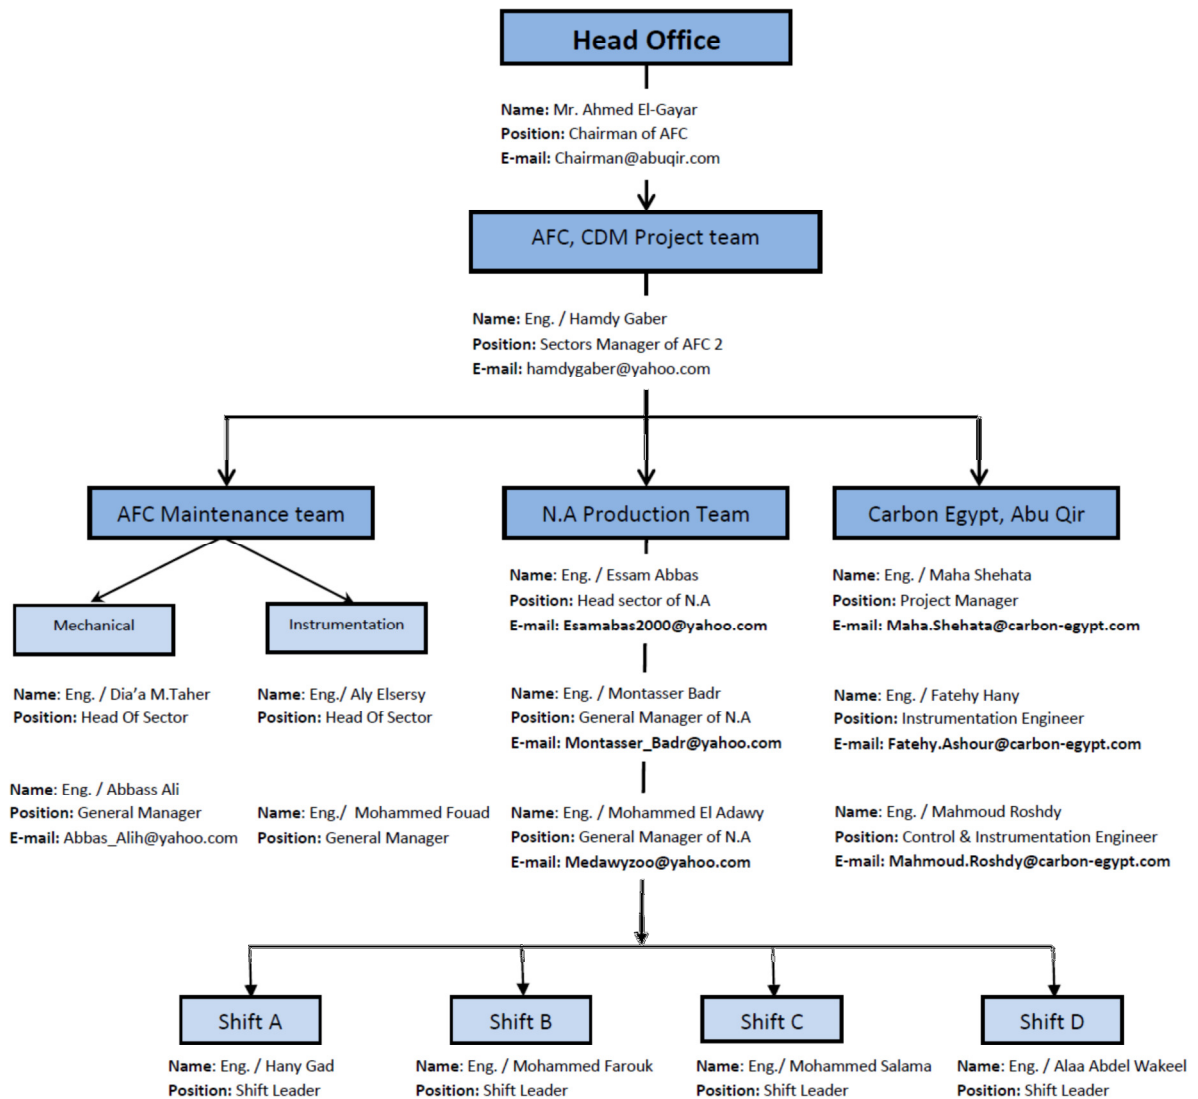 Head Office
Name: Mr. Ahmed El-Gayar
Position: Chairman of AFC
E-mail: Chairman@abuqir.com
AFC, CDM Project team
Name: Eng. / Hamdy Gaber
Position: Sectors Manager of AFC 2
E-mail: hamdygaber@yahoo.com
AFC Maintenance team
Mechanical
Name: Eng. / Dia'a M.Taher
Position: Head Of Sector
Name: Eng. / Abbass Ali
Position: General Manager
E-mail: Abbas_Alih@yahoo.com
Instrumentation
Name: Eng./ Aly Elsersy
Position: Head Of Sector
Name: Eng./ Mohammed Fouad
Position: General Manager
N.A Production Team
Name: Eng. / Essam Abbas
Position: Head sector of N.A
E-mail: Esamabas2000@yahoo.com
Name: Eng. / Montasser Badr
Position: General Manager of N.A
E-mail: Montasser_Badr@yahoo.com
Name: Eng. / Mohammed El Adawy
Position: General Manager of N.A
E-mail: Medawyzoo@yahoo.com
Carbon Egypt, Abu Qir
Name: Eng. / Maha Shehata
Position: Project Manager
E-mail: Maha.Shehata@carbon-egypt.com
Name: Eng. / Fatehy Hany
Position: Instrumentation Engineer
E-mail: Fatehy.Ashour@carbon-egypt.com
Name: Eng. / Mahmoud Roshdy
Position: Control & Instrumentation Engineer
E-mail: Mahmoud.Roshdy@carbon-egypt.com
Shift A
Name: Eng. / Hany Gad
Position: Shift Leader
Shift B
Name: Eng. / Mohammed Farouk
Position: Shift Leader
Shift C
Name: Eng./ Mohammed Salama
Position: Shift Leader
Shift D
Name: Eng. / Alaa Abdel Wakeel
Position: Shift Leader